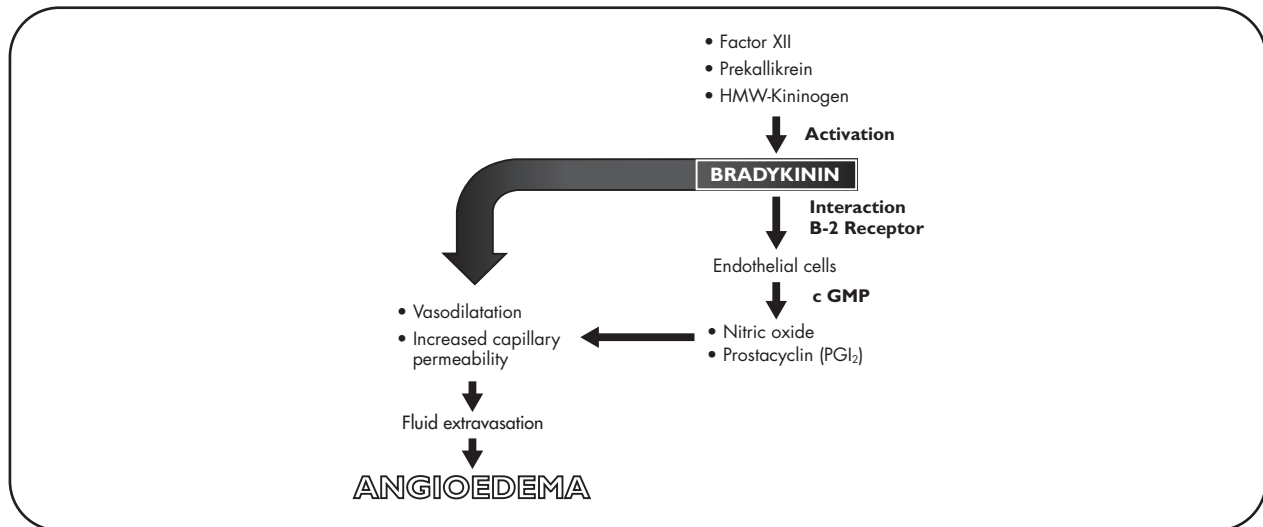 • Factor XII
• Prekallikrein
• HMW-Kininogen
Activation
BRADYKININ
Interaction
B-2 Receptor
Endothelial cells
c GMP
• Nitric oxide
• Prostacyclin (PGI₂)
• Vasodilatation
• Increased capillary
permeability
Fluid extravasation
ANGIOEDEMA